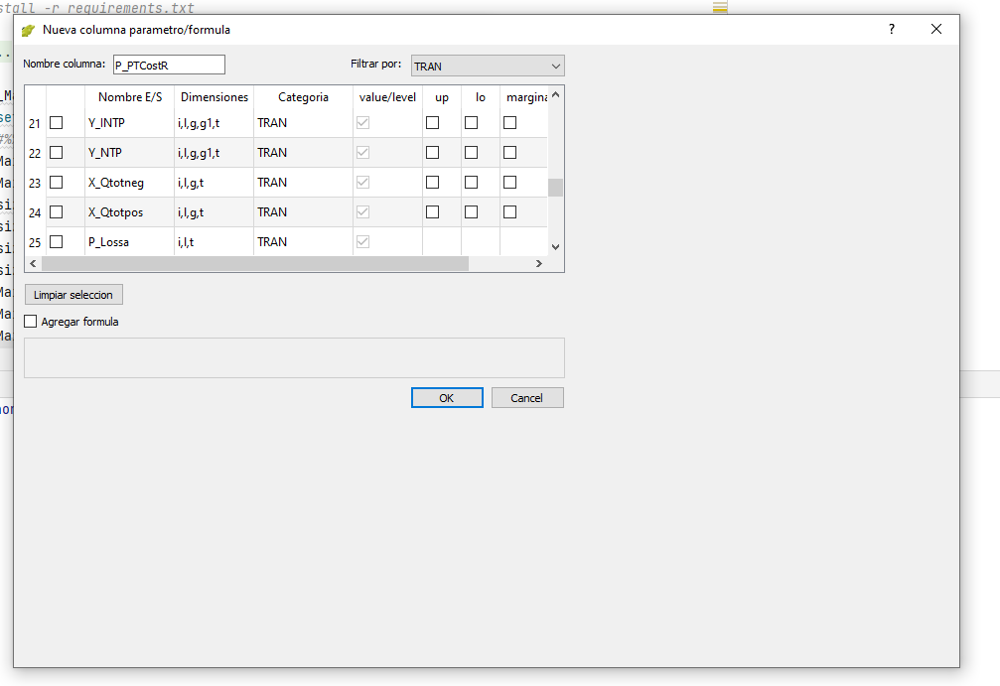 stall -r requirements.txt
Nueva columna parametro/formula
?
Nombre columna: P_PTCostR Filtrar por: TRAN
Nombre E/S Dimensiones Categoria value/level up lo margina
21 Y_INTP i,l,g,g1,t TRAN
22 Y_NTP i,l,g,g1,t TRAN
23 X_Qtotneg i,l,g,t TRAN
24 X_Qtotpos i,l,g,t TRAN
25 P_Lossa i,l,t TRAN
Limpiar seleccion
Agregar formula
OK Cancel